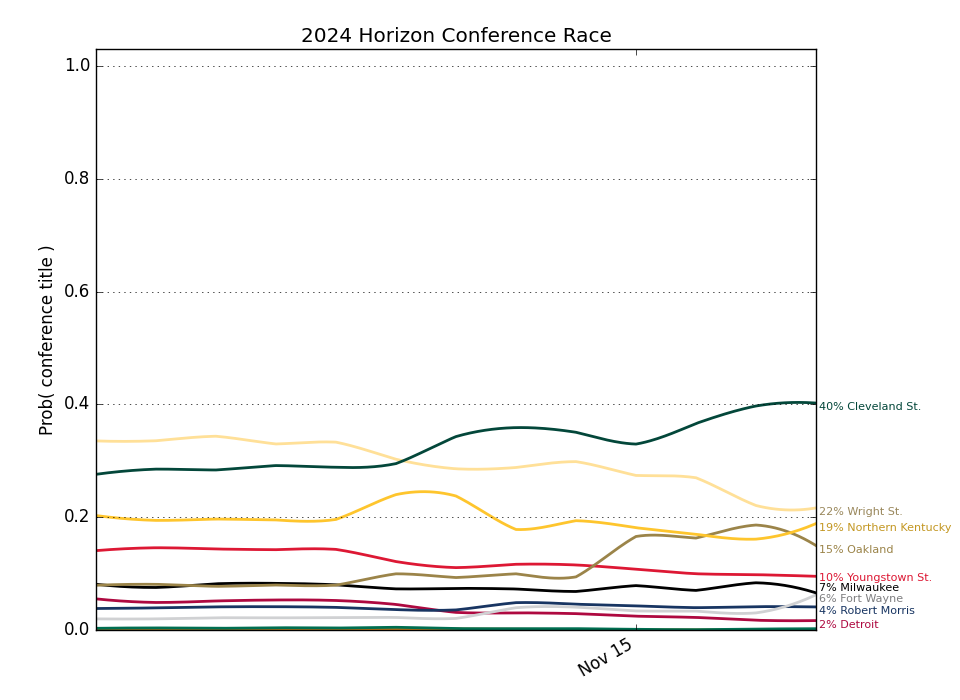 2024 Horizon Conference Race
Prob( conference title )
1.0
0.8
0.6
0.4
0.2
0.0
Nov 15
40% Cleveland St.
22% Wright St.
19% Northern Kentucky
15% Oakland
10% Youngstown St.
7% Milwaukee
6% Fort Wayne
4% Robert Morris
2% Detroit